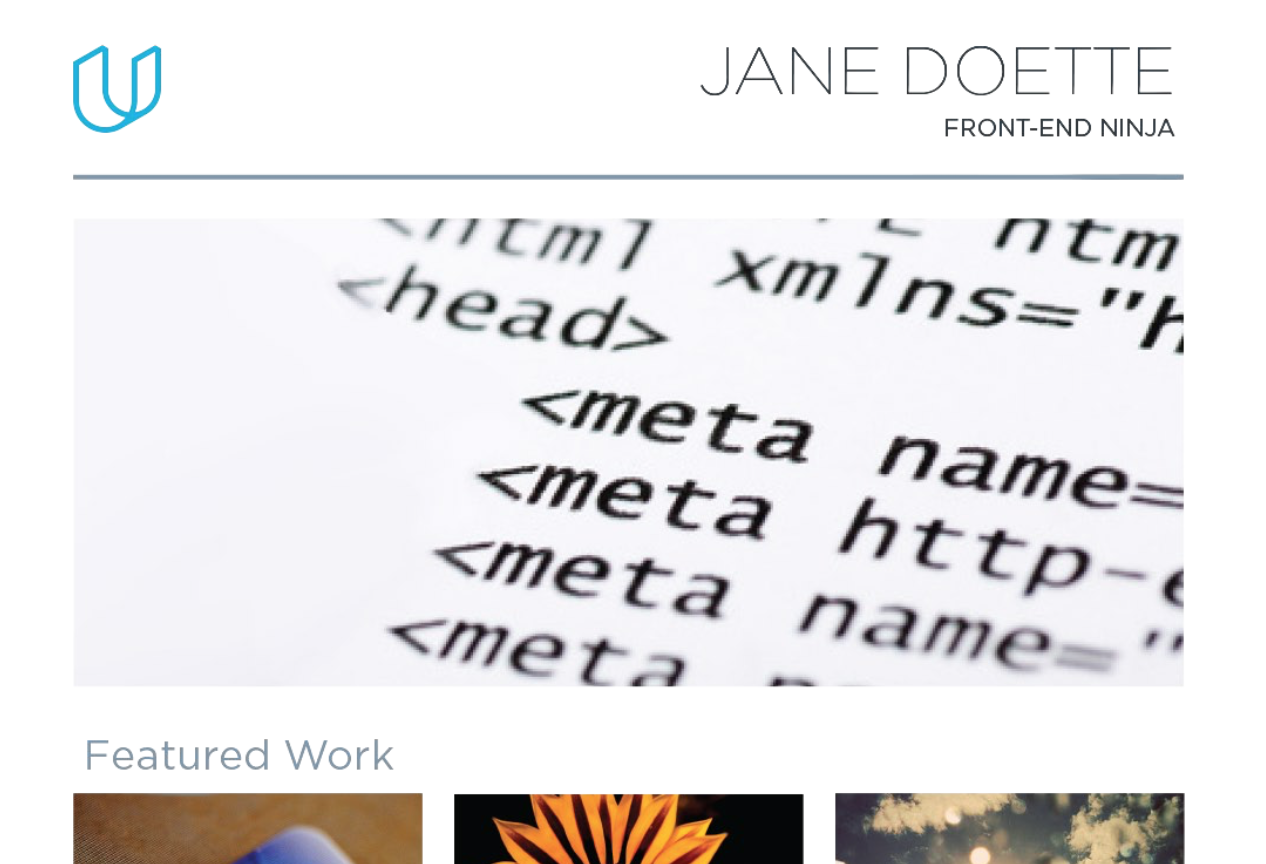 JANE DOETTE
FRONT-END NINJA
<html xmlns="h
<head>
<meta name=
<meta http-e
<meta name="
<meta
Featured Work